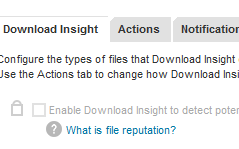 Download Insight Actions Notification
Configure the types of files that Download Insight
Use the Actions tab to change how Download Insi
Enable Download Insight to detect poten
What is file reputation?